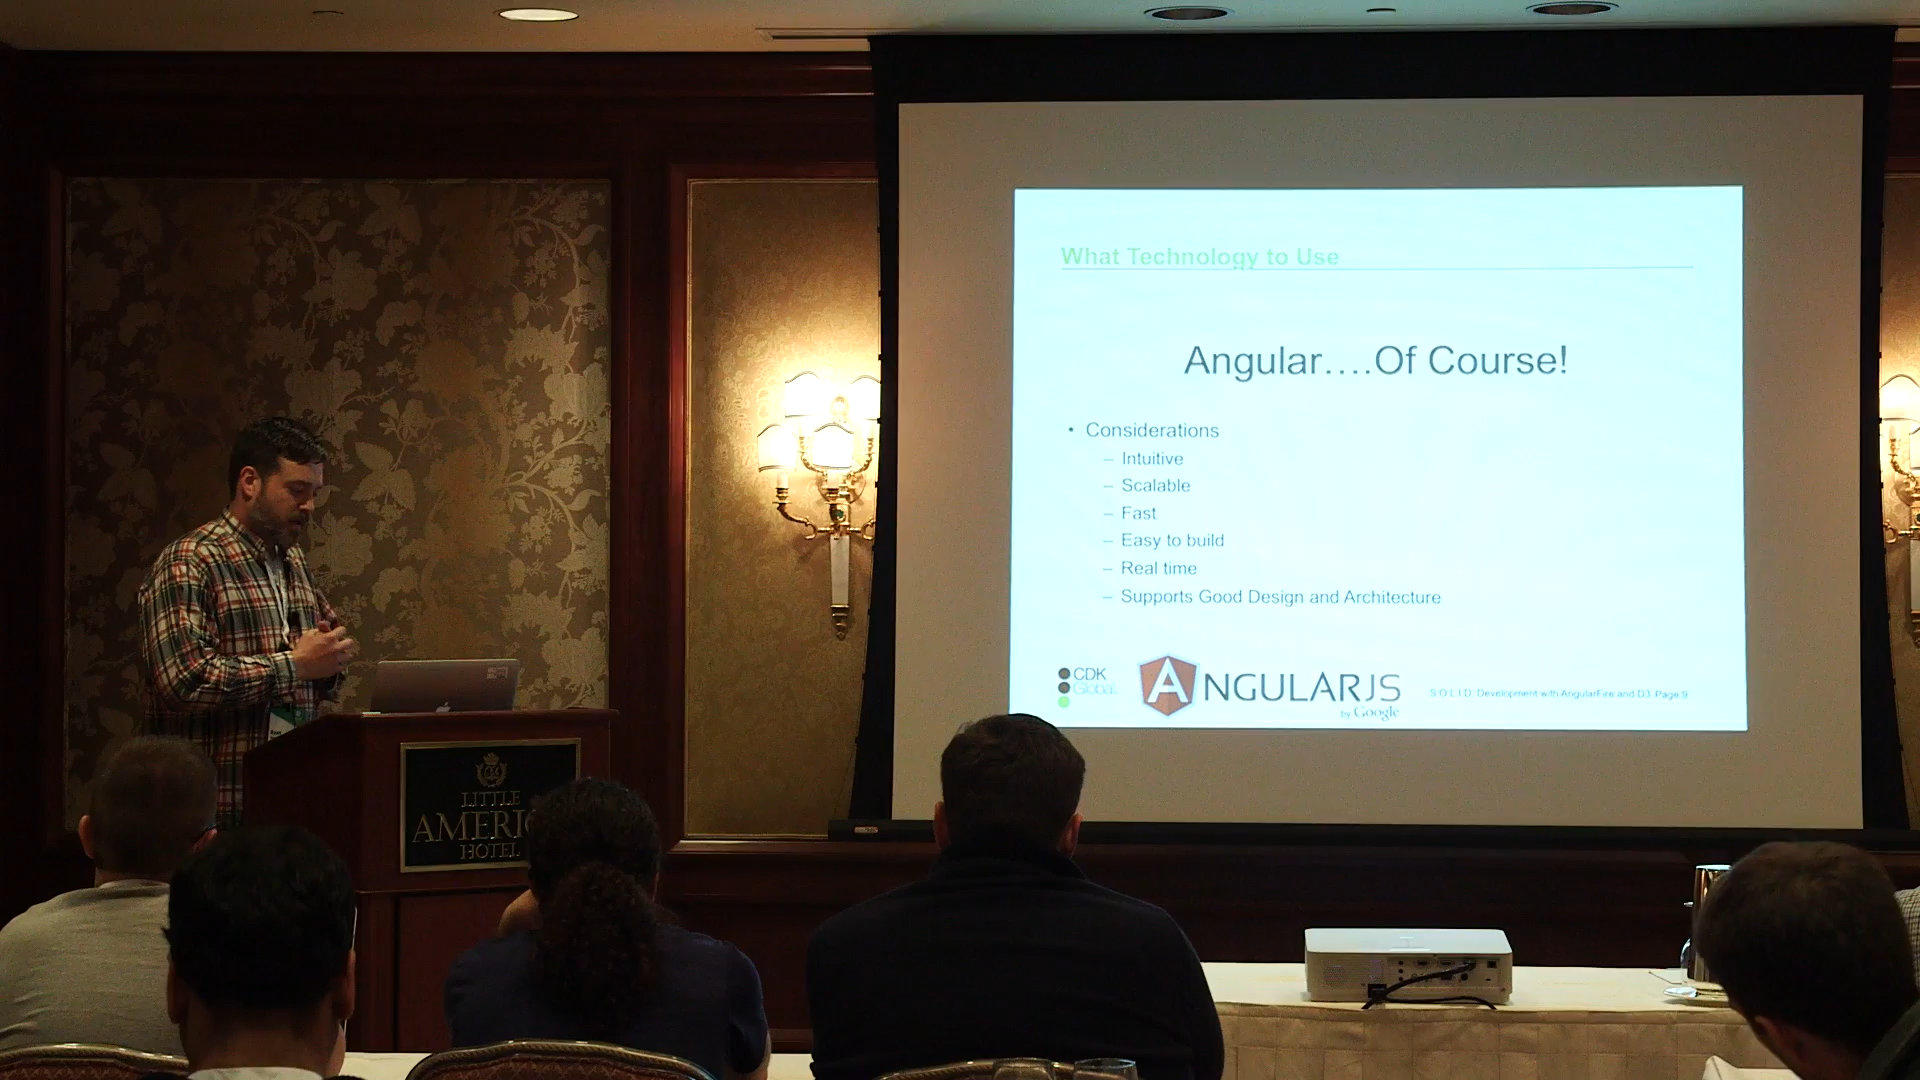 What Technology to Use
Angular....Of Course!
• Considerations
– Intuitive
– Scalable
– Fast
– Easy to build
– Real time
– Supports Good Design and Architecture
CDK
Global
ANGULARJS
by Google
S.O.L.I.D. Development with AngularFire and D3 Page 9
LITTLE
AMERI
HOTEL